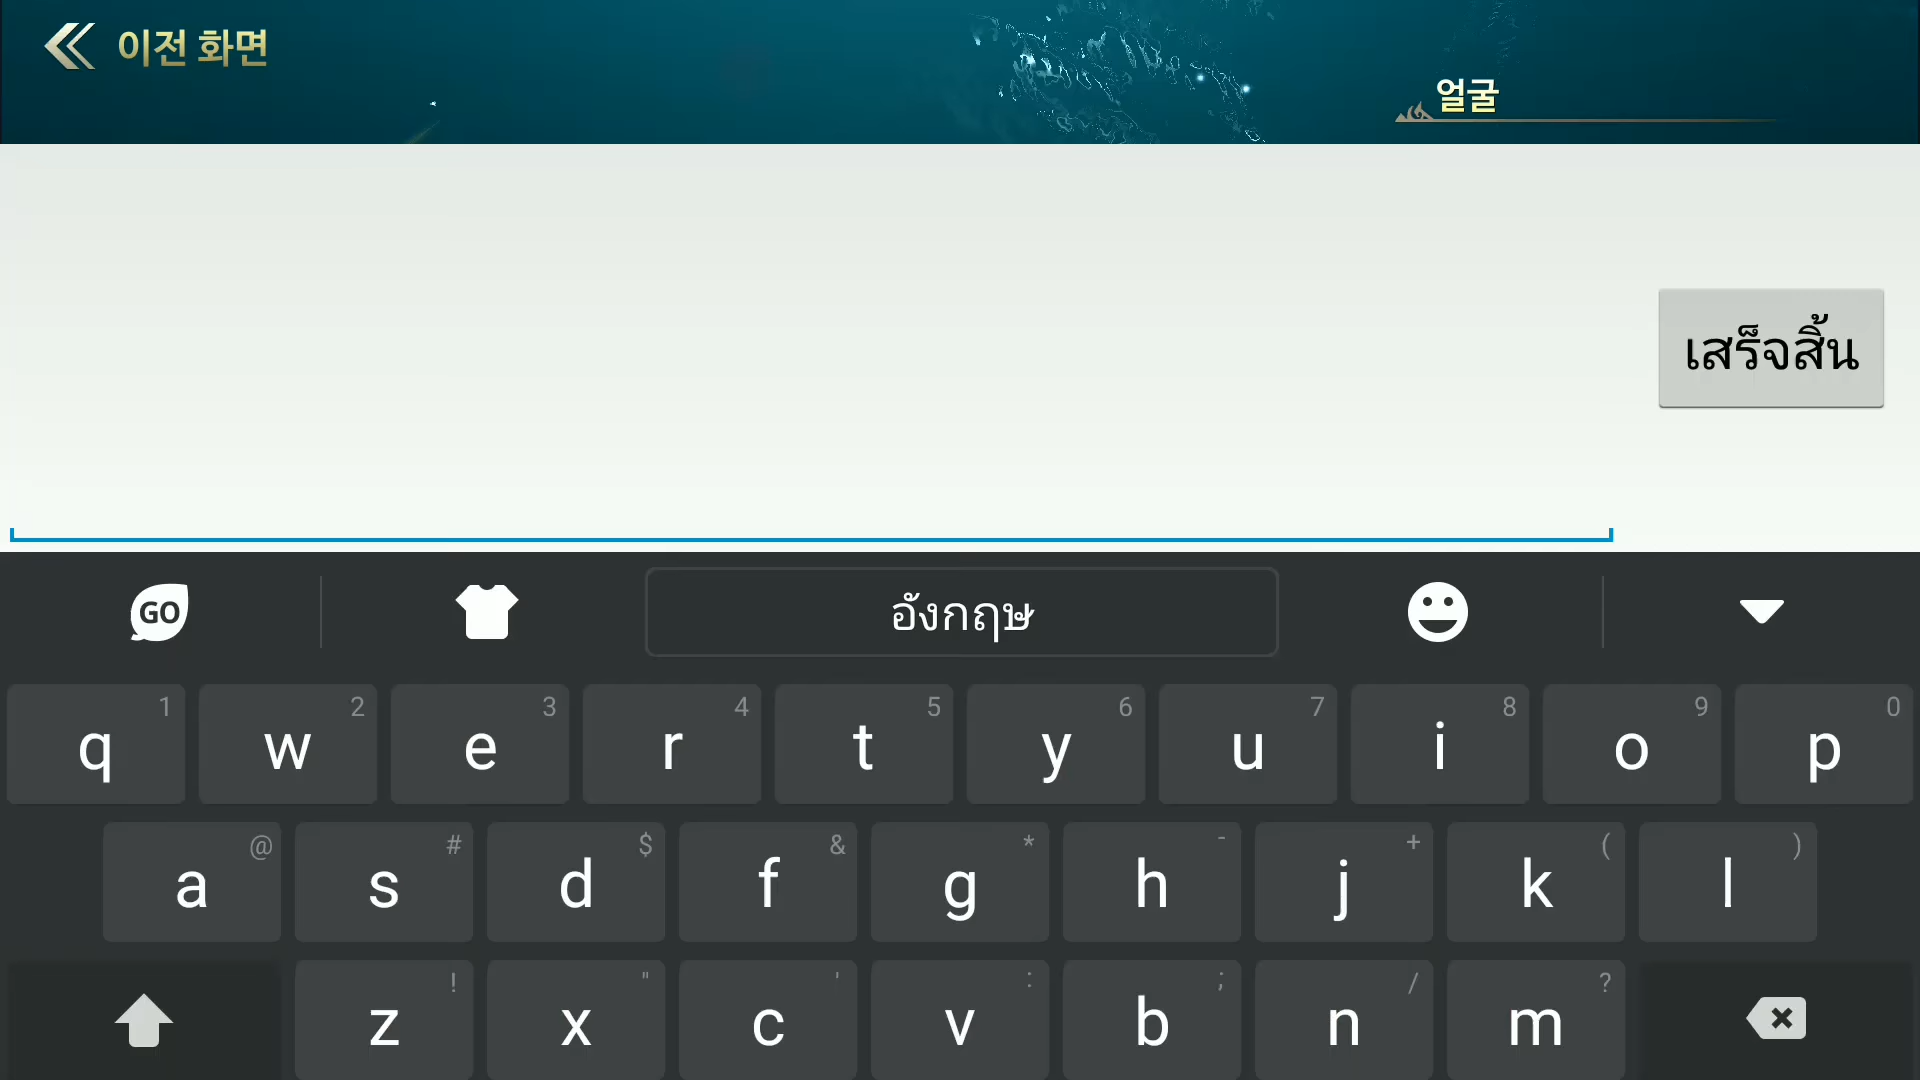 이전 화면
얼굴
เสร็จสิ้น
GO
อังกฤษ
1 2 3 4 5 6 7 8 9 0
q w e r t y u i o p
@ # $ & * - + ( )
a s d f g h j k l
! " ' : ; / ?
z x c v b n m